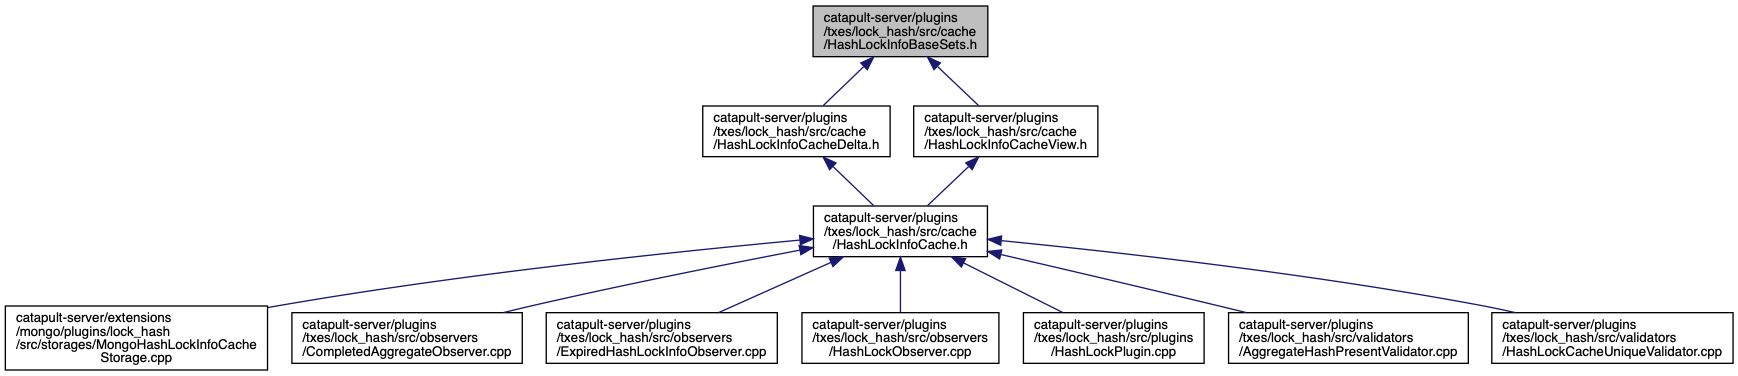 catapult-server/plugins
/txes/lock_hash/src/cache
/HashLockInfoBaseSets.h
catapult-server/plugins
/txes/lock_hash/src/cache
/HashLockInfoCacheDelta.h
catapult-server/plugins
/txes/lock_hash/src/cache
/HashLockInfoCacheView.h
catapult-server/plugins
/txes/lock_hash/src/cache
/HashLockInfoCache.h
catapult-server/extensions
/mongo/plugins/lock_hash
/src/storages/MongoHashLockInfoCache
Storage.cpp
catapult-server/plugins
/txes/lock_hash/src/observers
/CompletedAggregateObserver.cpp
catapult-server/plugins
/txes/lock_hash/src/observers
/ExpiredHashLockInfoObserver.cpp
catapult-server/plugins
/txes/lock_hash/src/observers
/HashLockObserver.cpp
catapult-server/plugins
/txes/lock_hash/src/plugins
/HashLockPlugin.cpp
catapult-server/plugins
/txes/lock_hash/src/validators
/AggregateHashPresentValidator.cpp
catapult-server/plugins
/txes/lock_hash/src/validators
/HashLockCacheUniqueValidator.cpp